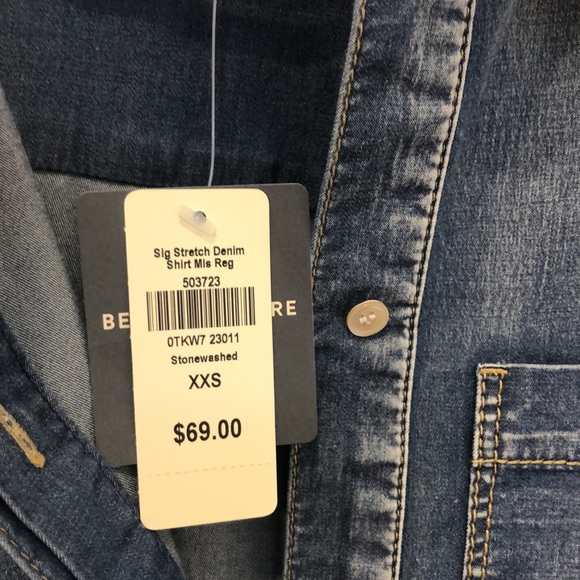 Sig Stretch Denim
Shirt Mis Reg
503723
0TKW7 23011
Stonewashed
XXS
$69.00